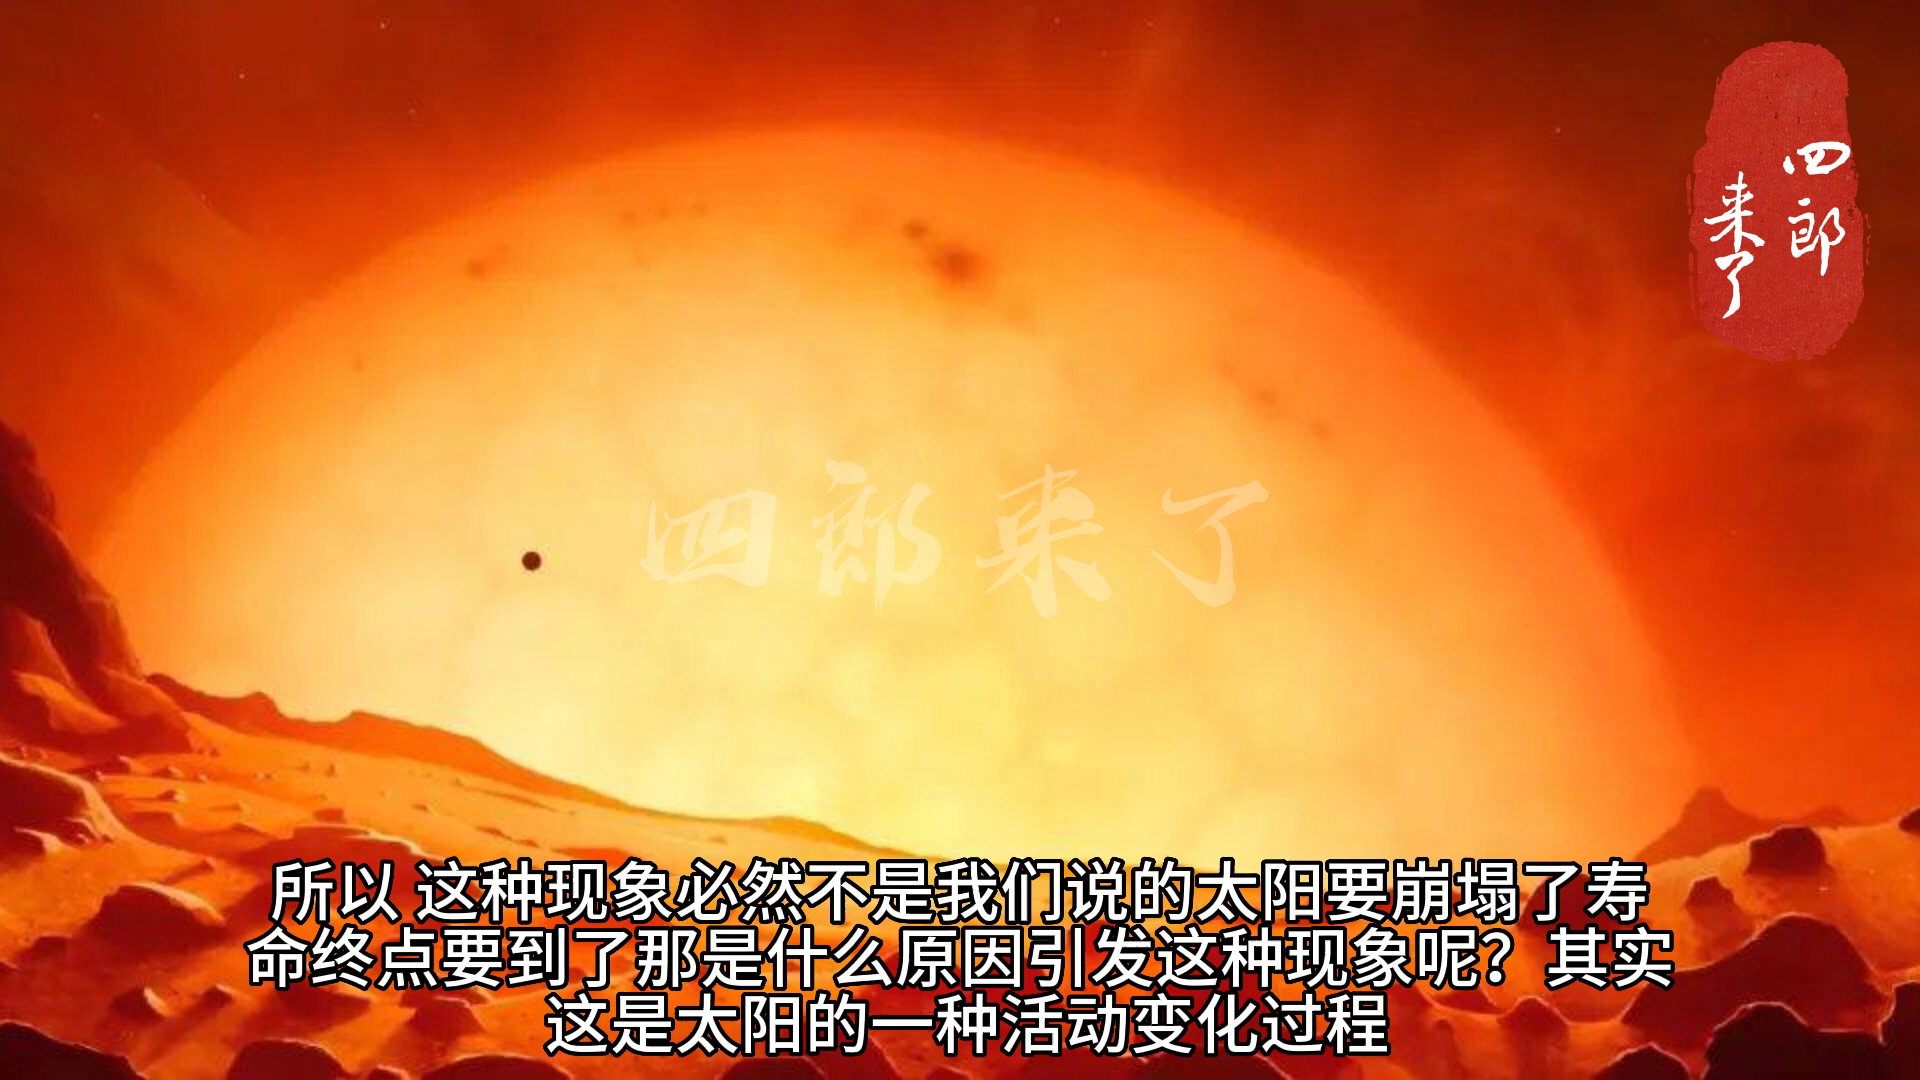 四郎
来了
四郎来了
所以 这种现象必然不是我们说的太阳要崩塌了寿
命终点要到了那是什么原因引发这种现象呢？其实
这是太阳的一种活动变化过程